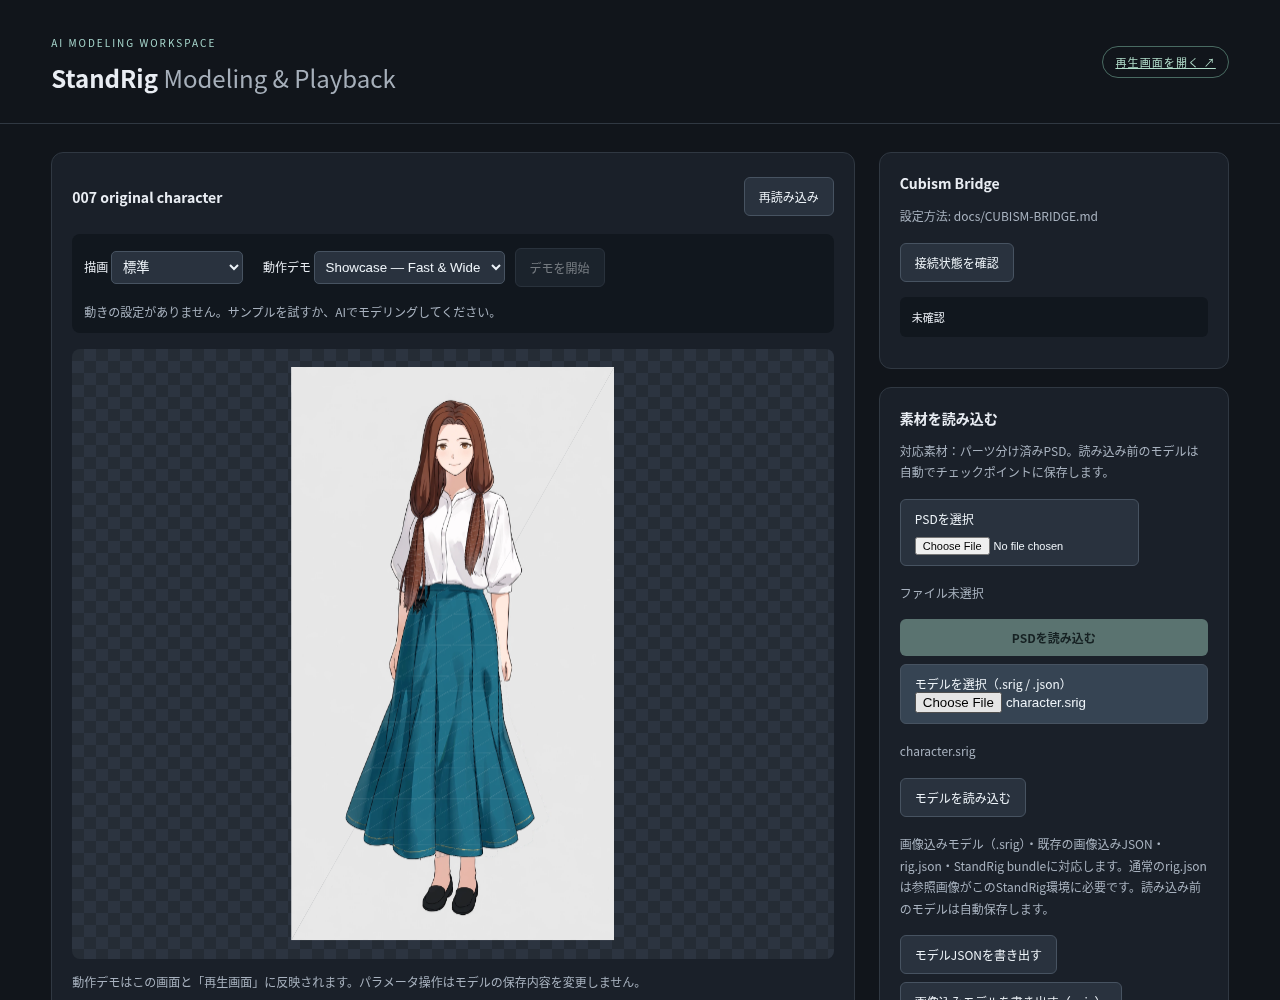 AI MODELING WORKSPACE
StandRig Modeling & Playback
再生画面を開く ↗
007 original character
再読み込み
描画 標準 動作デモ Showcase — Fast & Wide デモを開始
動きの設定がありません。サンプルを試すか、AIでモデリングしてください。
動作デモはこの画面と「再生画面」に反映されます。パラメータ操作はモデルの保存内容を変更しません。
Cubism Bridge
設定方法: docs/CUBISM-BRIDGE.md
接続状態を確認
未確認
素材を読み込む
対応素材：パーツ分け済みPSD。読み込み前のモデルは
自動でチェックポイントに保存します。
PSDを選択
Choose File No file chosen
ファイル未選択
PSDを読み込む
モデルを選択（.srig / .json）
Choose File character.srig
character.srig
モデルを読み込む
画像込みモデル（.srig）・既存の画像込みJSON・
rig.json・StandRig bundleに対応します。通常のrig.json
は参照画像がこのStandRig環境に必要です。読み込み前
のモデルは自動保存します。
モデルJSONを書き出す